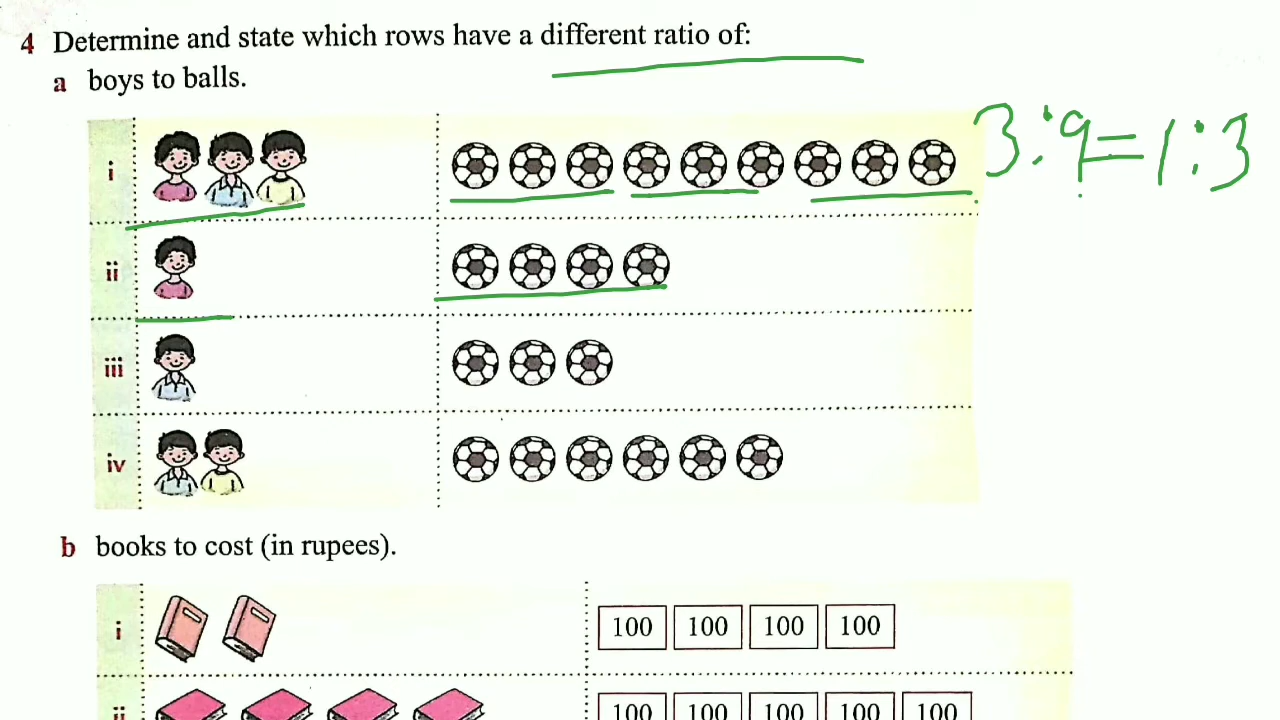 4 Determine and state which rows have a different ratio of:
a boys to balls.
i
3:9=1:3
ii
iii
iv
b books to cost (in rupees).
i 100 100 100 100
ii 100 100 100 100 100